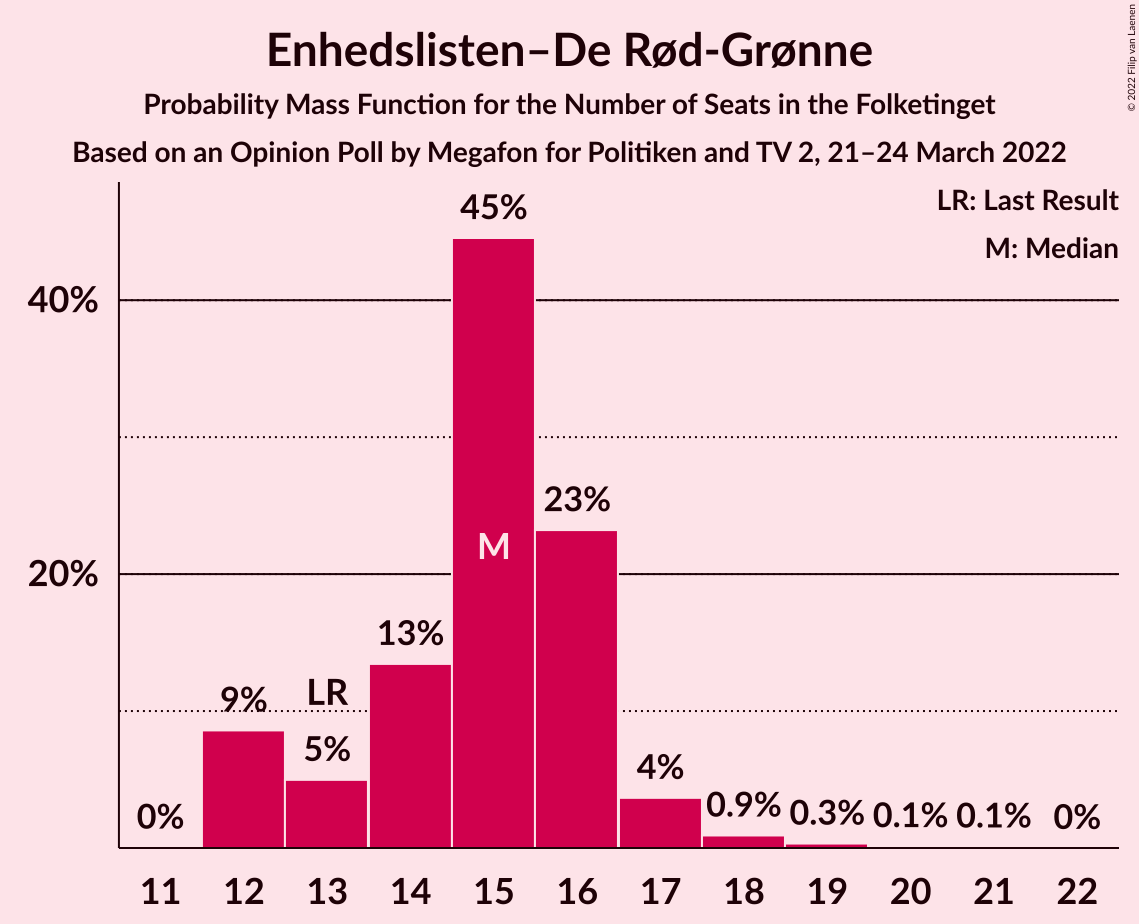 Enhedslisten–De Rød-Grønne
Probability Mass Function for the Number of Seats in the Folketinget
Based on an Opinion Poll by Megafon for Politiken and TV 2, 21–24 March 2022
© 2022 Filip van Laenen
LR: Last Result
M: Median
45%
40%
23%
M
20%
13%
9%
LR
5%
4%
0%
0.9%
0.3%
0.1%
0.1%
0%
11 12 13 14 15 16 17 18 19 20 21 22